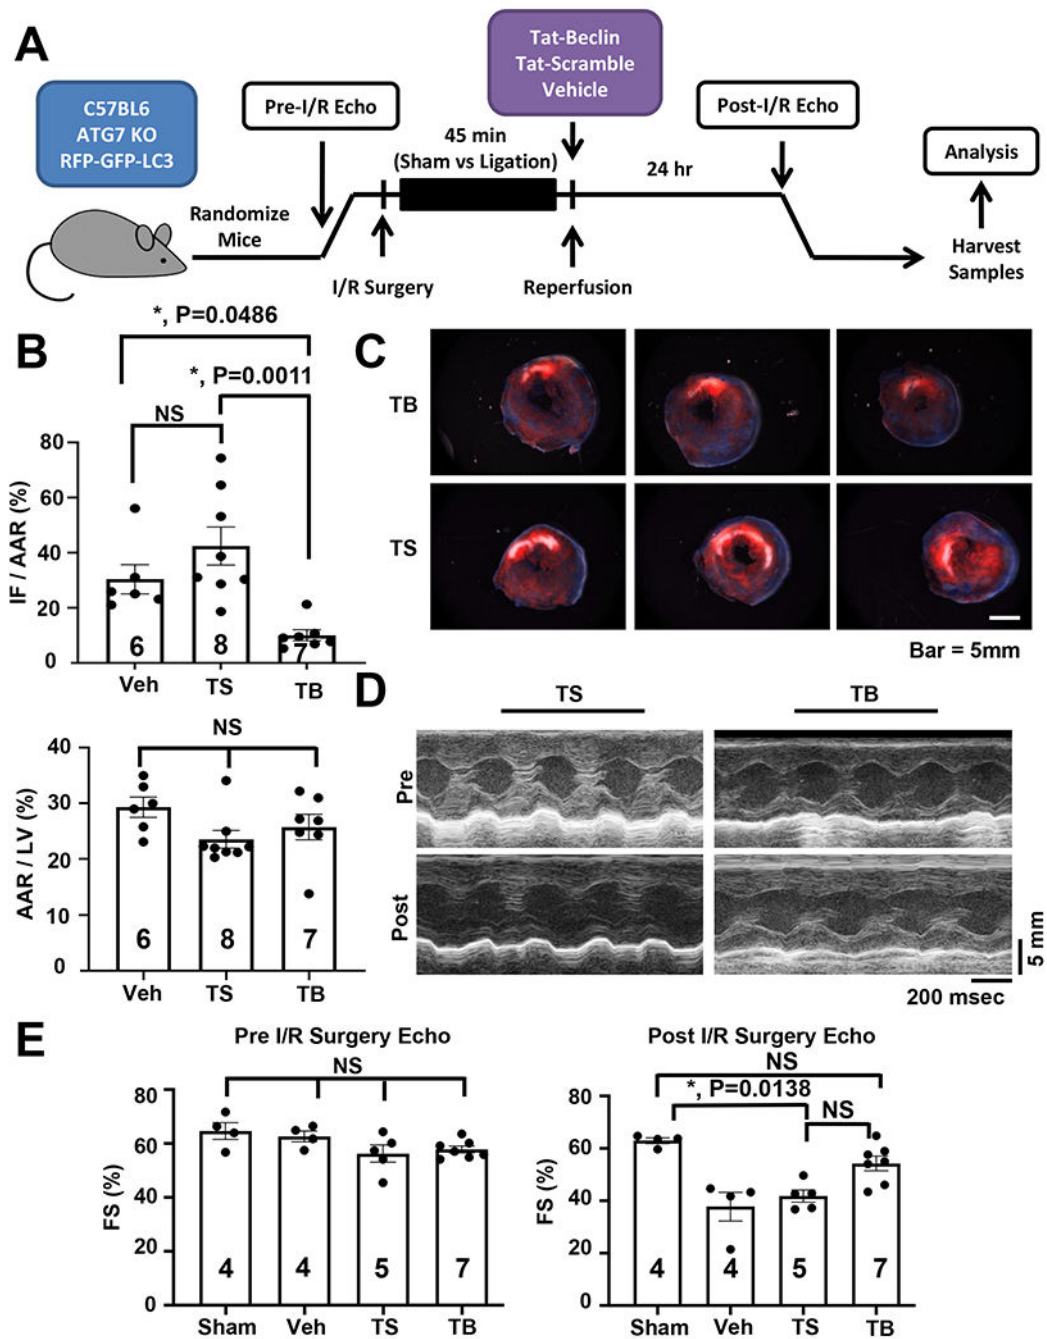 A
C57BL6
ATG7 KO
RFP-GFP-LC3
Randomize
Mice
Pre-I/R Echo
I/R Surgery
45 min
(Sham vs Ligation)
Tat-Beclin
Tat-Scramble
Vehicle
Reperfusion
24 hr
Post-I/R Echo
Analysis
Harvest
Samples
B
*, P=0.0486
*, P=0.0011
NS
IF / AAR (%)
80
60
40
20
0
6
8
7
Veh
TS
TB
NS
AAR / LV (%)
40
30
20
10
0
6
8
7
Veh
TS
TB
C
TB
TS
Bar = 5mm
D
TS
TB
Pre
Post
5 mm
200 msec
E
Pre I/R Surgery Echo
NS
FS (%)
80
60
40
20
0
4
4
5
7
Sham
Veh
TS
TB
Post I/R Surgery Echo
NS
*, P=0.0138
NS
FS (%)
80
60
40
20
0
4
4
5
7
Sham
Veh
TS
TB